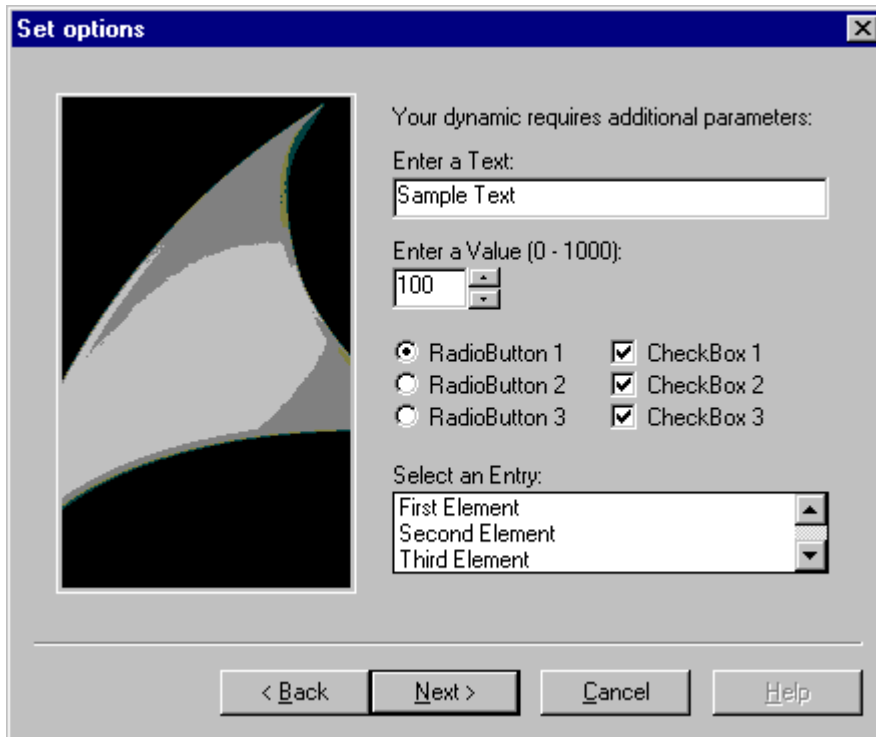 Set options
Your dynamic requires additional parameters:
Enter a Text:
Sample Text
Enter a Value (0 - 1000):
100
RadioButton 1 CheckBox 1
RadioButton 2 CheckBox 2
RadioButton 3 CheckBox 3
Select an Entry:
First Element
Second Element
Third Element
< Back Next > Cancel Help